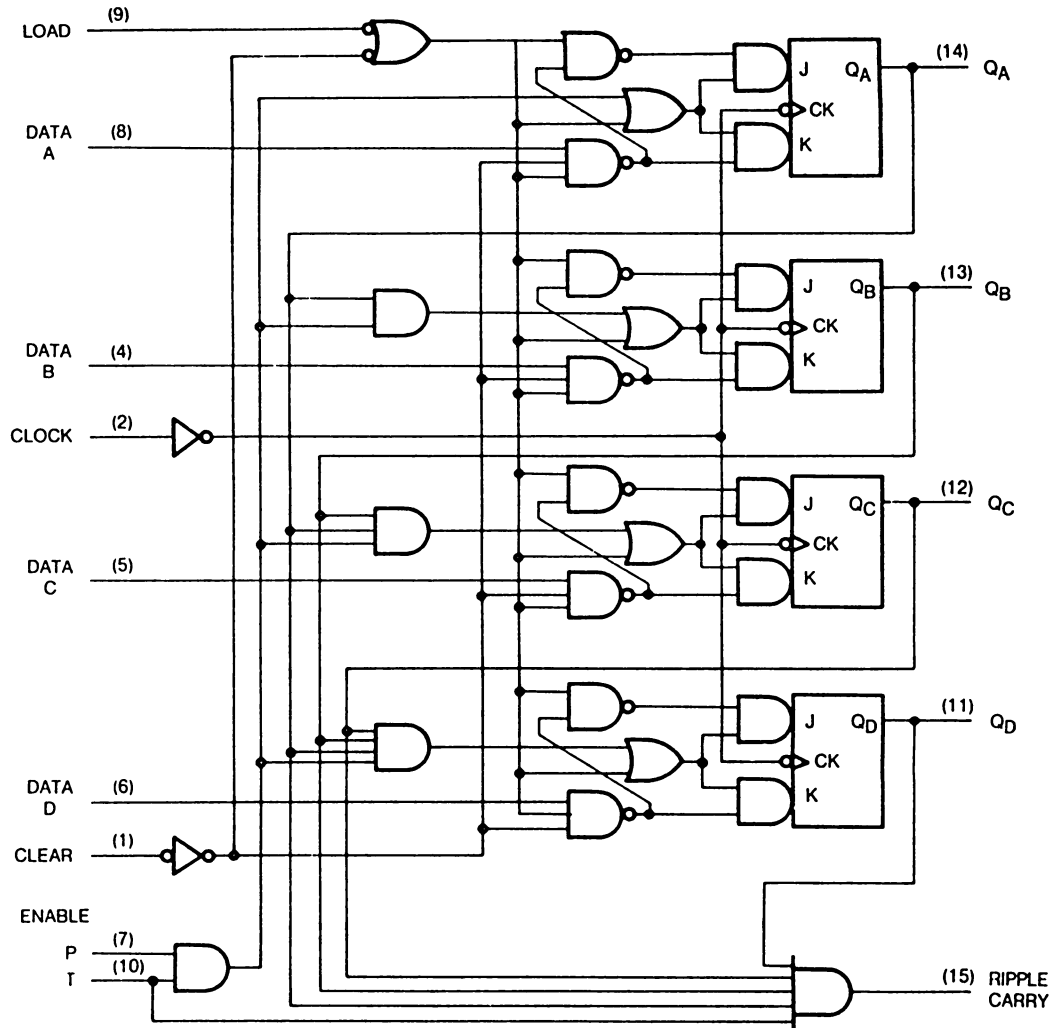 LOAD (9)
DATA A (8)
DATA B (4)
CLOCK (2)
DATA C (5)
DATA D (6)
CLEAR (1)
ENABLE
P (7)
T (10)
J QA (14) QA
CK
K
J QB (13) QB
CK
K
J QC (12) QC
CK
K
J QD (11) QD
CK
K
(15) RIPPLE CARRY